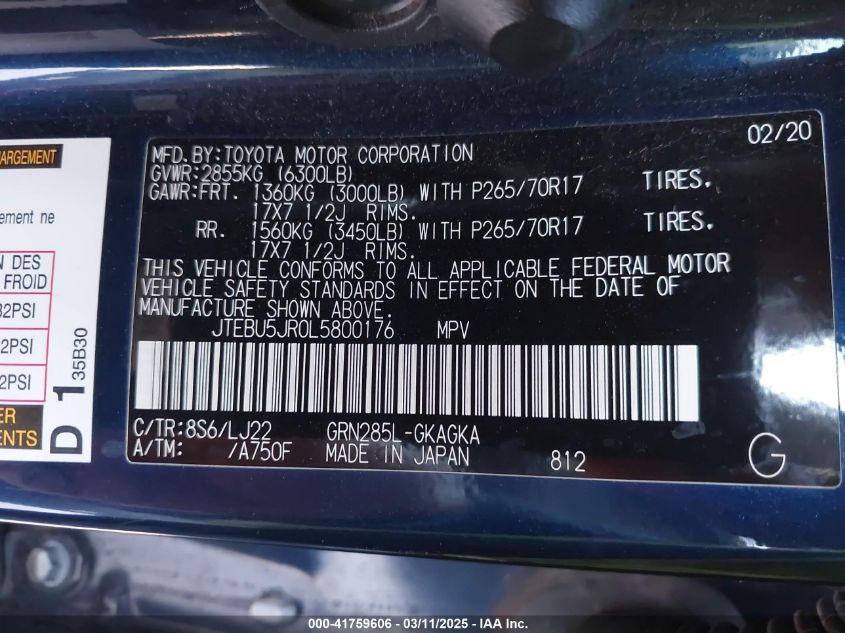 ARGEMENT
ement ne
N DES
FROID
32PSI
2PSI
2PSI
ER
ENTS
D 1 35B30
02/20
MFD.BY:TOYOTA MOTOR CORPORATION
GVWR:2855KG (6300LB)
GAWR:FRT. 1360KG (3000LB) WITH P265/70R17 TIRES.
17X7 1/2J RIMS.
RR. 1560KG (3450LB) WITH P265/70R17 TIRES.
17X7 1/2J RIMS.
THIS VEHICLE CONFORMS TO ALL APPLICABLE FEDERAL MOTOR
VEHICLE SAFETY STANDARDS IN EFFECT ON THE DATE OF
MANUFACTURE SHOWN ABOVE.
JTEBU5JR0L5800176 MPV
C/TR:8S6/LJ22 GRN285L-GKAGKA
A/TM: /A750F MADE IN JAPAN 812 G
000-41759606 - 03/11/2025 - IAA Inc.